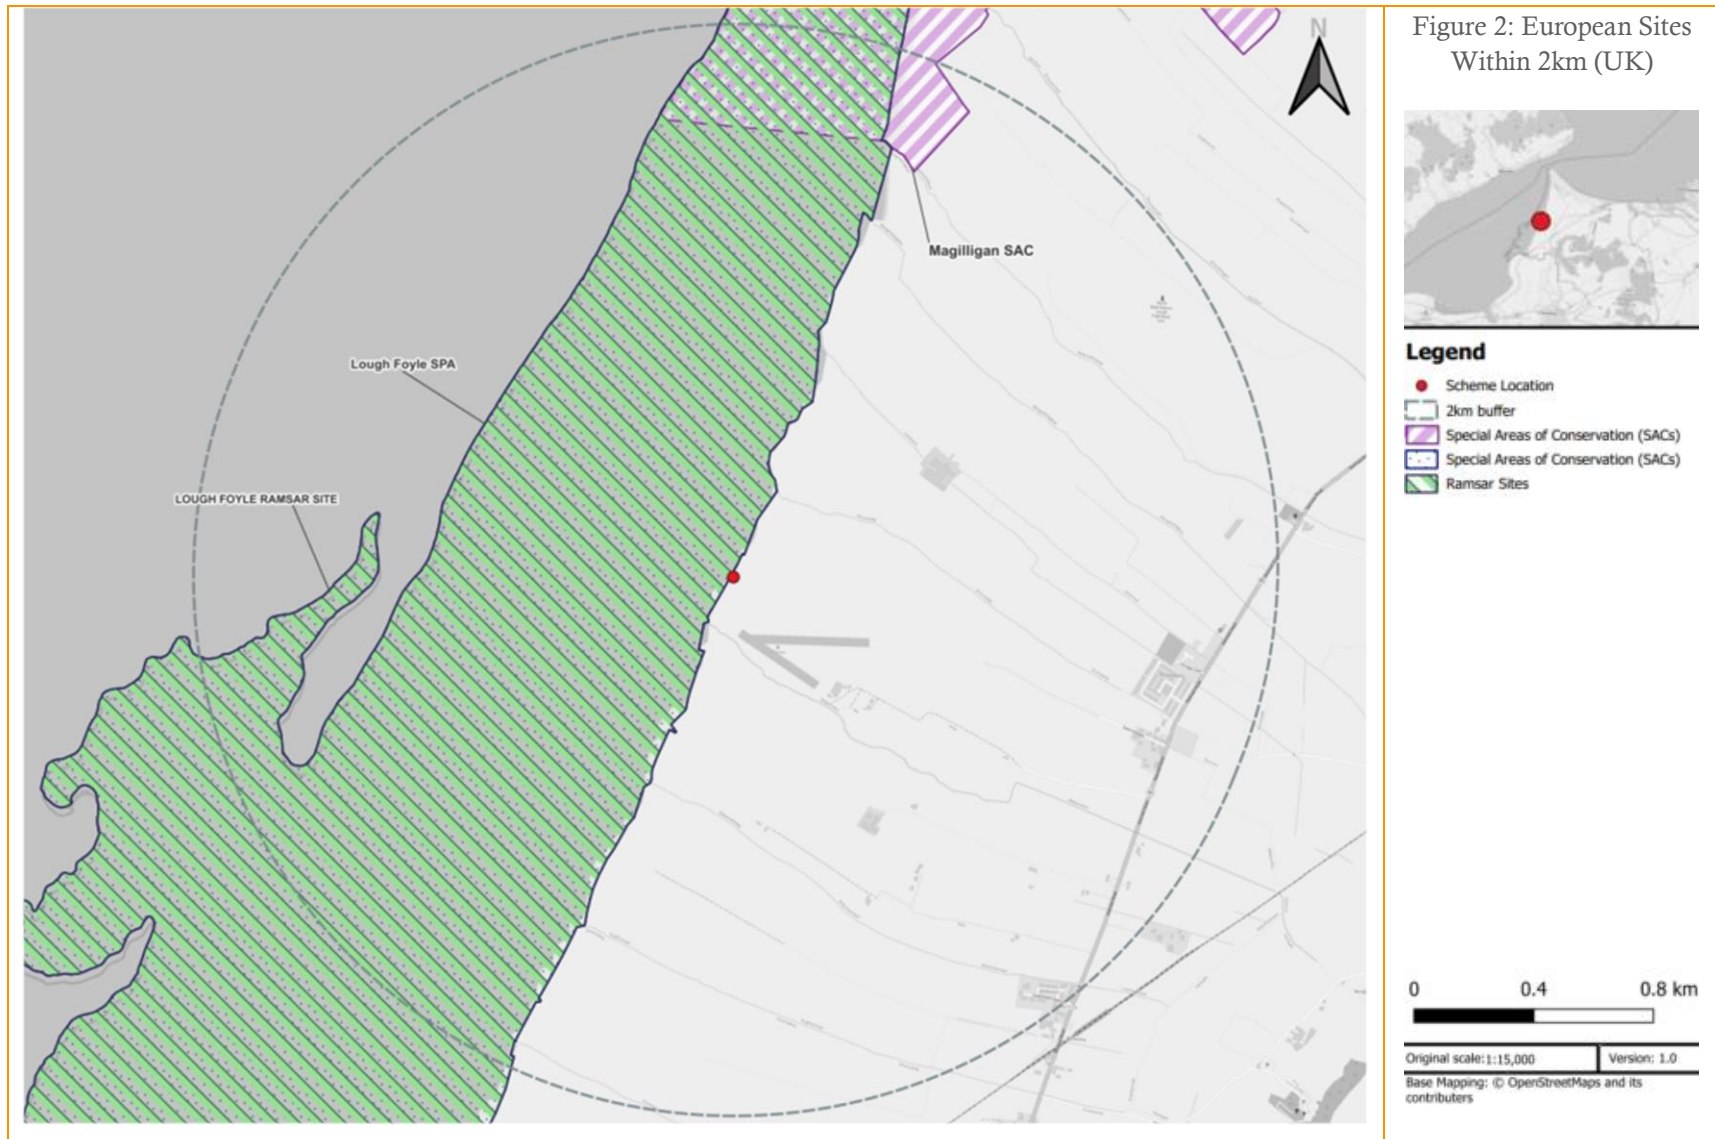 Figure 2: European Sites
Within 2km (UK)
N
Magilligan SAC
Lough Foyle SPA
LOUGH FOYLE RAMSAR SITE
Legend
Scheme Location
2km buffer
Special Areas of Conservation (SACs)
Special Areas of Conservation (SACs)
Ramsar Sites
0 0.4 0.8 km
Original scale:1:15,000 Version: 1.0
Base Mapping: © OpenStreetMaps and its
contributers